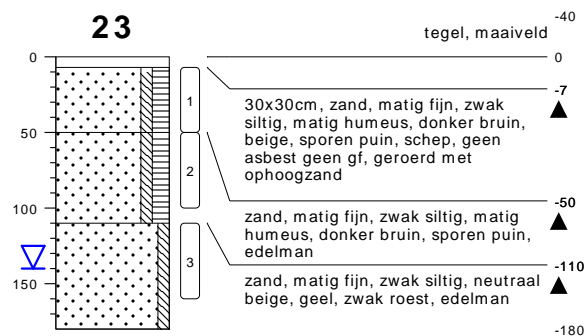 23
tegel, maaiveld
-40
0
0
-7
1
30x30cm, zand, matig fijn, zwak
siltig, matig humeus, donker bruin,
beige, sporen puin, schep, geen
asbest geen gf, geroerd met
ophoogzand
50
2
-50
100
zand, matig fijn, zwak siltig, matig
humeus, donker bruin, sporen puin,
edelman
3
-110
150
zand, matig fijn, zwak siltig, neutraal
beige, geel, zwak roest, edelman
-180